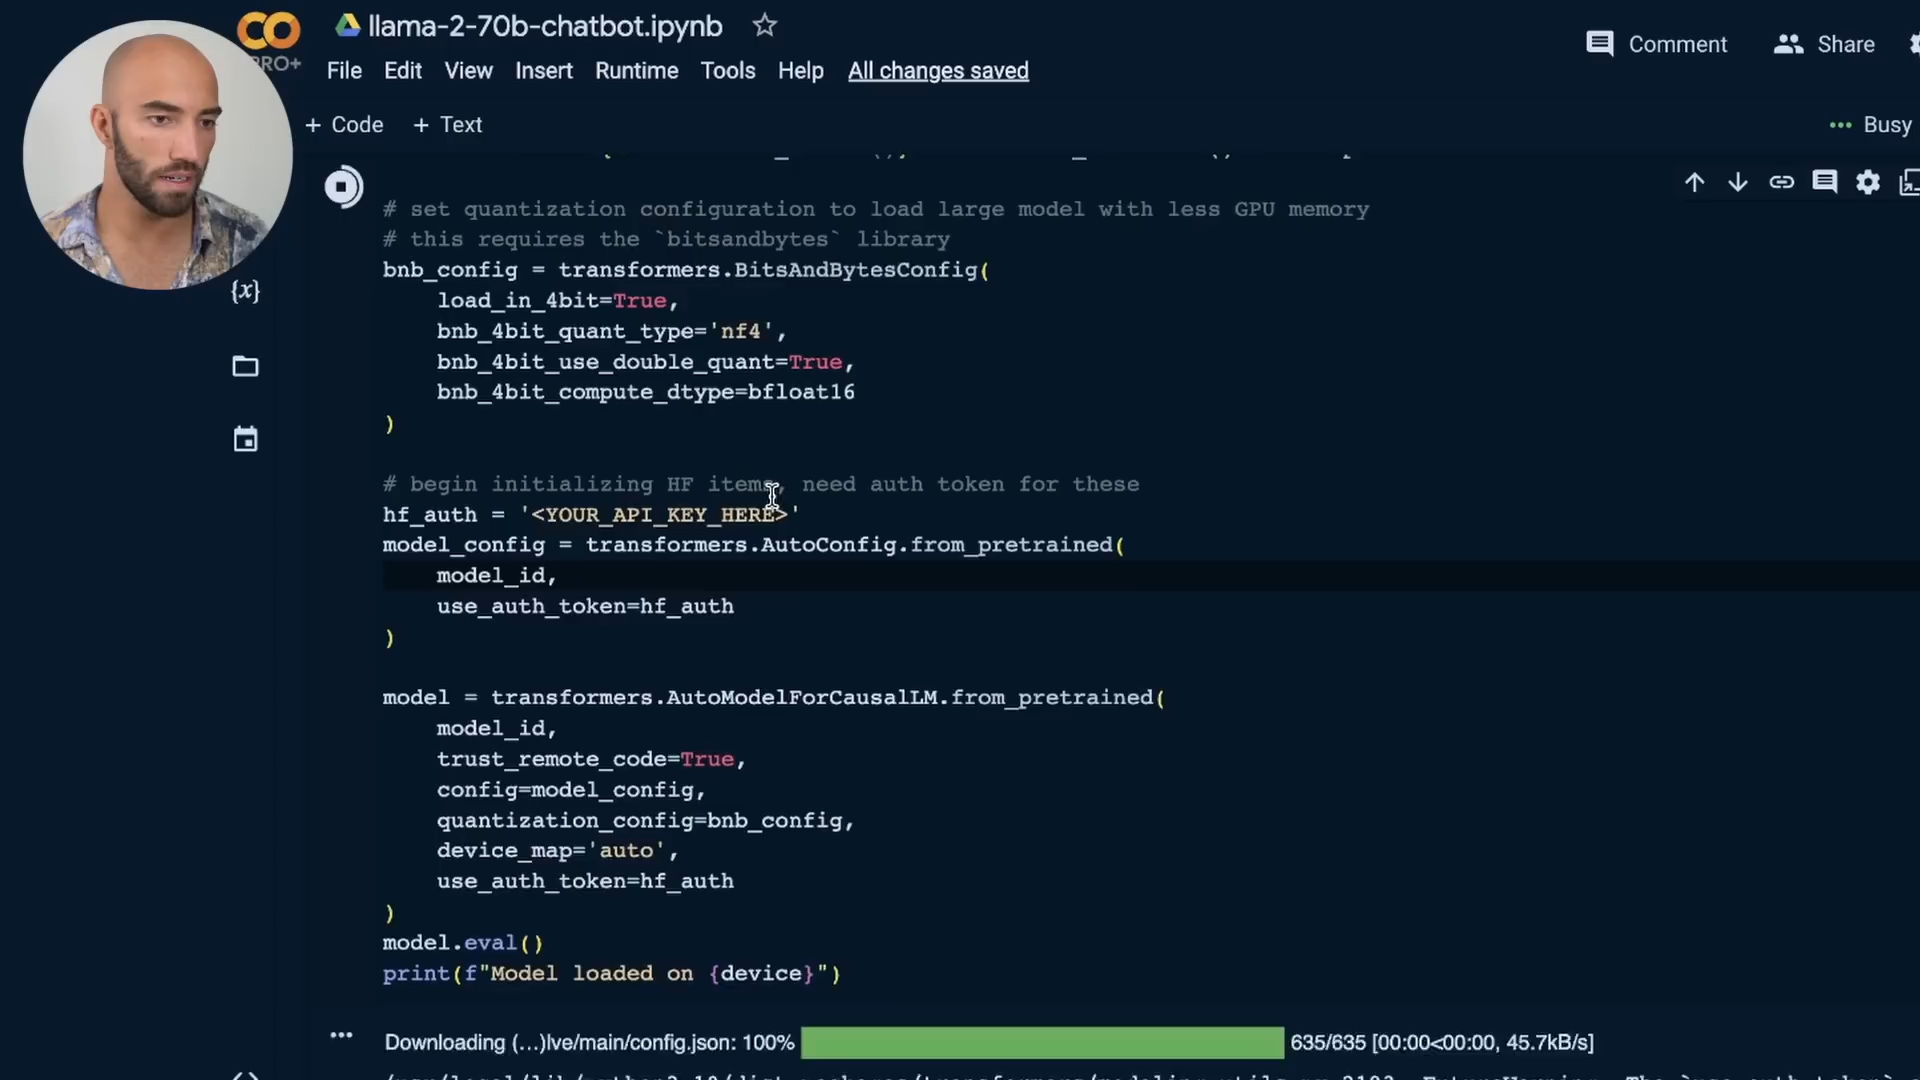 llama-2-70b-chatbot.ipynb
Comment
Share
PRO+
File Edit View Insert Runtime Tools Help All changes saved
+ Code + Text
Busy
# set quantization configuration to load large model with less GPU memory
# this requires the `bitsandbytes` library
bnb_config = transformers.BitsAndBytesConfig(
load_in_4bit=True,
bnb_4bit_quant_type='nf4',
bnb_4bit_use_double_quant=True,
bnb_4bit_compute_dtype=bfloat16
)
{x}
# begin initializing HF items, need auth token for these
hf_auth = '<YOUR_API_KEY_HERE>'
model_config = transformers.AutoConfig.from_pretrained(
model_id,
use_auth_token=hf_auth
)
model = transformers.AutoModelForCausalLM.from_pretrained(
model_id,
trust_remote_code=True,
config=model_config,
quantization_config=bnb_config,
device_map='auto',
use_auth_token=hf_auth
)
model.eval()
print(f"Model loaded on {device}")
Downloading (…)lve/main/config.json: 100% 635/635 [00:00<00:00, 45.7kB/s]